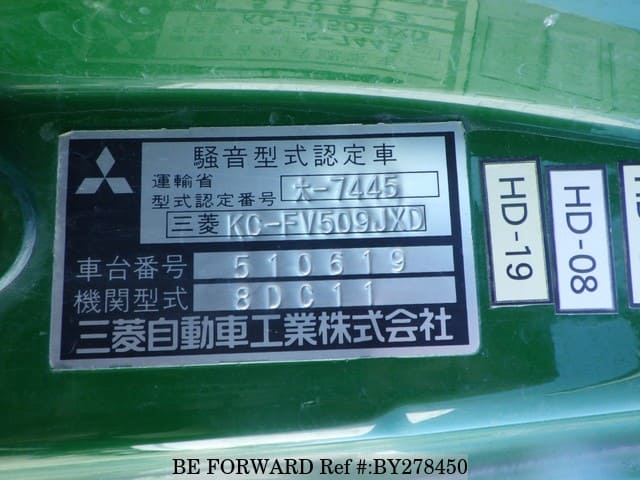 騒音型式認定車
運輸省
型式認定番号 大-7445
三菱 KC-FV509JXD
車台番号 510619
機関型式 8DC11
三菱自動車工業株式会社
HD-19
HD-08
HD-
BE FORWARD Ref #:BY278450